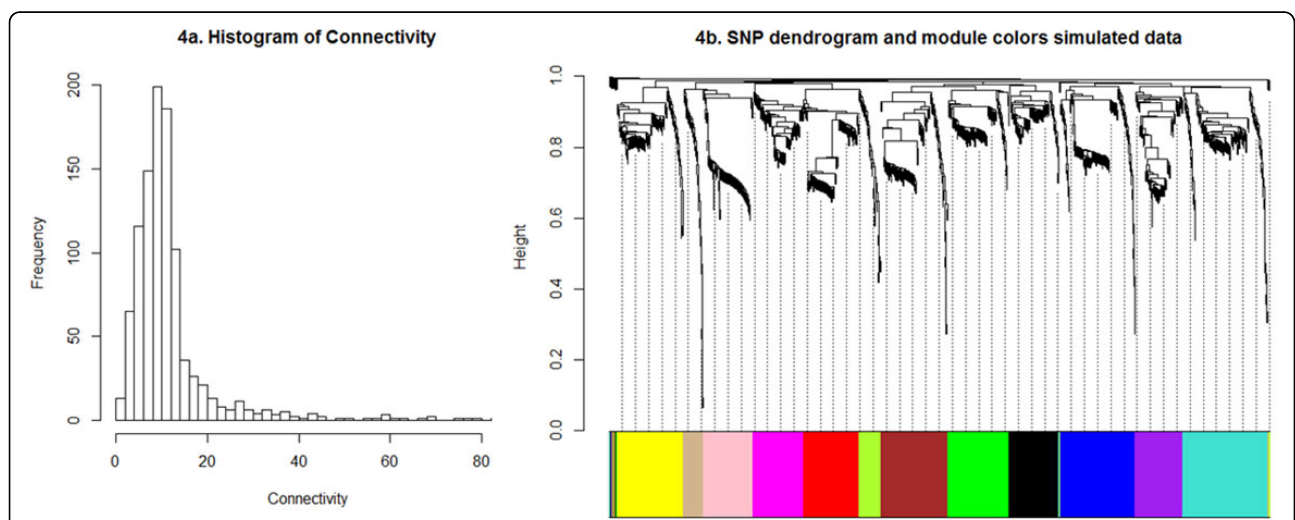 4a. Histogram of Connectivity
Frequency
200
150
100
50
0
0 20 40 60 80
Connectivity
4b. SNP dendrogram and module colors simulated data
Height
1.0
0.8
0.6
0.4
0.2
0.0